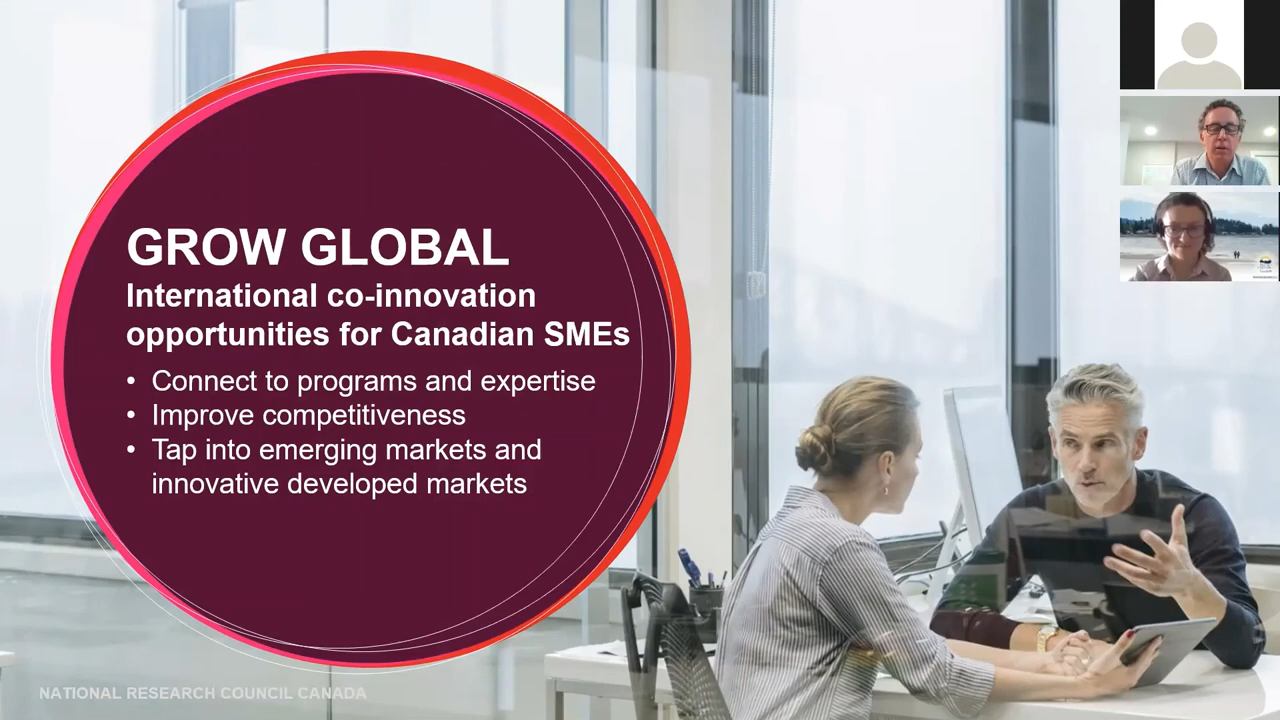 GROW GLOBAL
International co-innovation
opportunities for Canadian SMEs
• Connect to programs and expertise
• Improve competitiveness
• Tap into emerging markets and
innovative developed markets
NATIONAL RESEARCH COUNCIL CANADA